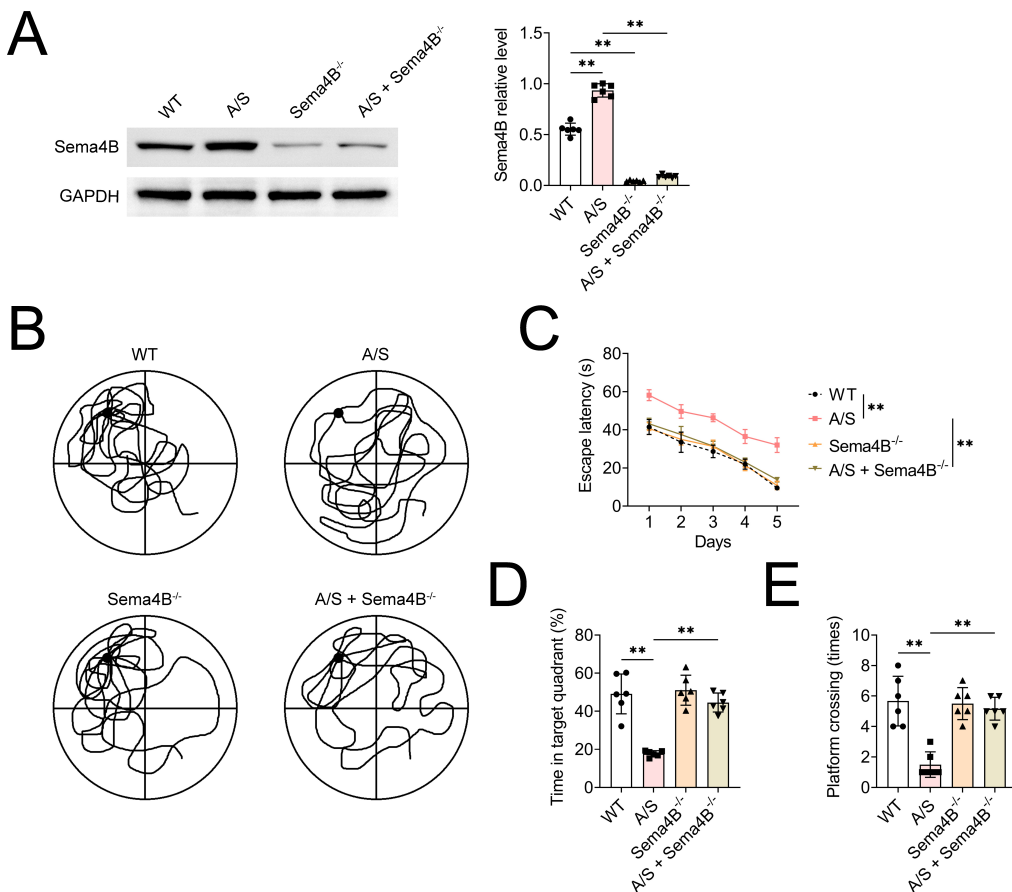 A
WT
A/S
Sema4B-/-
A/S + Sema4B-/-
Sema4B
GAPDH
Sema4B relative level
1.5
1.0
0.5
0.0
**
**
**
WT
A/S
Sema4B-/-
A/S + Sema4B-/-
B
WT
A/S
Sema4B-/-
A/S + Sema4B-/-
C
Escape latency (s)
80
60
40
20
0
1 2 3 4 5
Days
WT
A/S
Sema4B-/-
A/S + Sema4B-/-
**
**
D
Time in target quadrant (%)
80
60
40
20
0
**
**
WT
A/S
Sema4B-/-
A/S + Sema4B-/-
E
Platform crossing (times)
10
8
6
4
2
0
**
**
WT
A/S
Sema4B-/-
A/S + Sema4B-/-